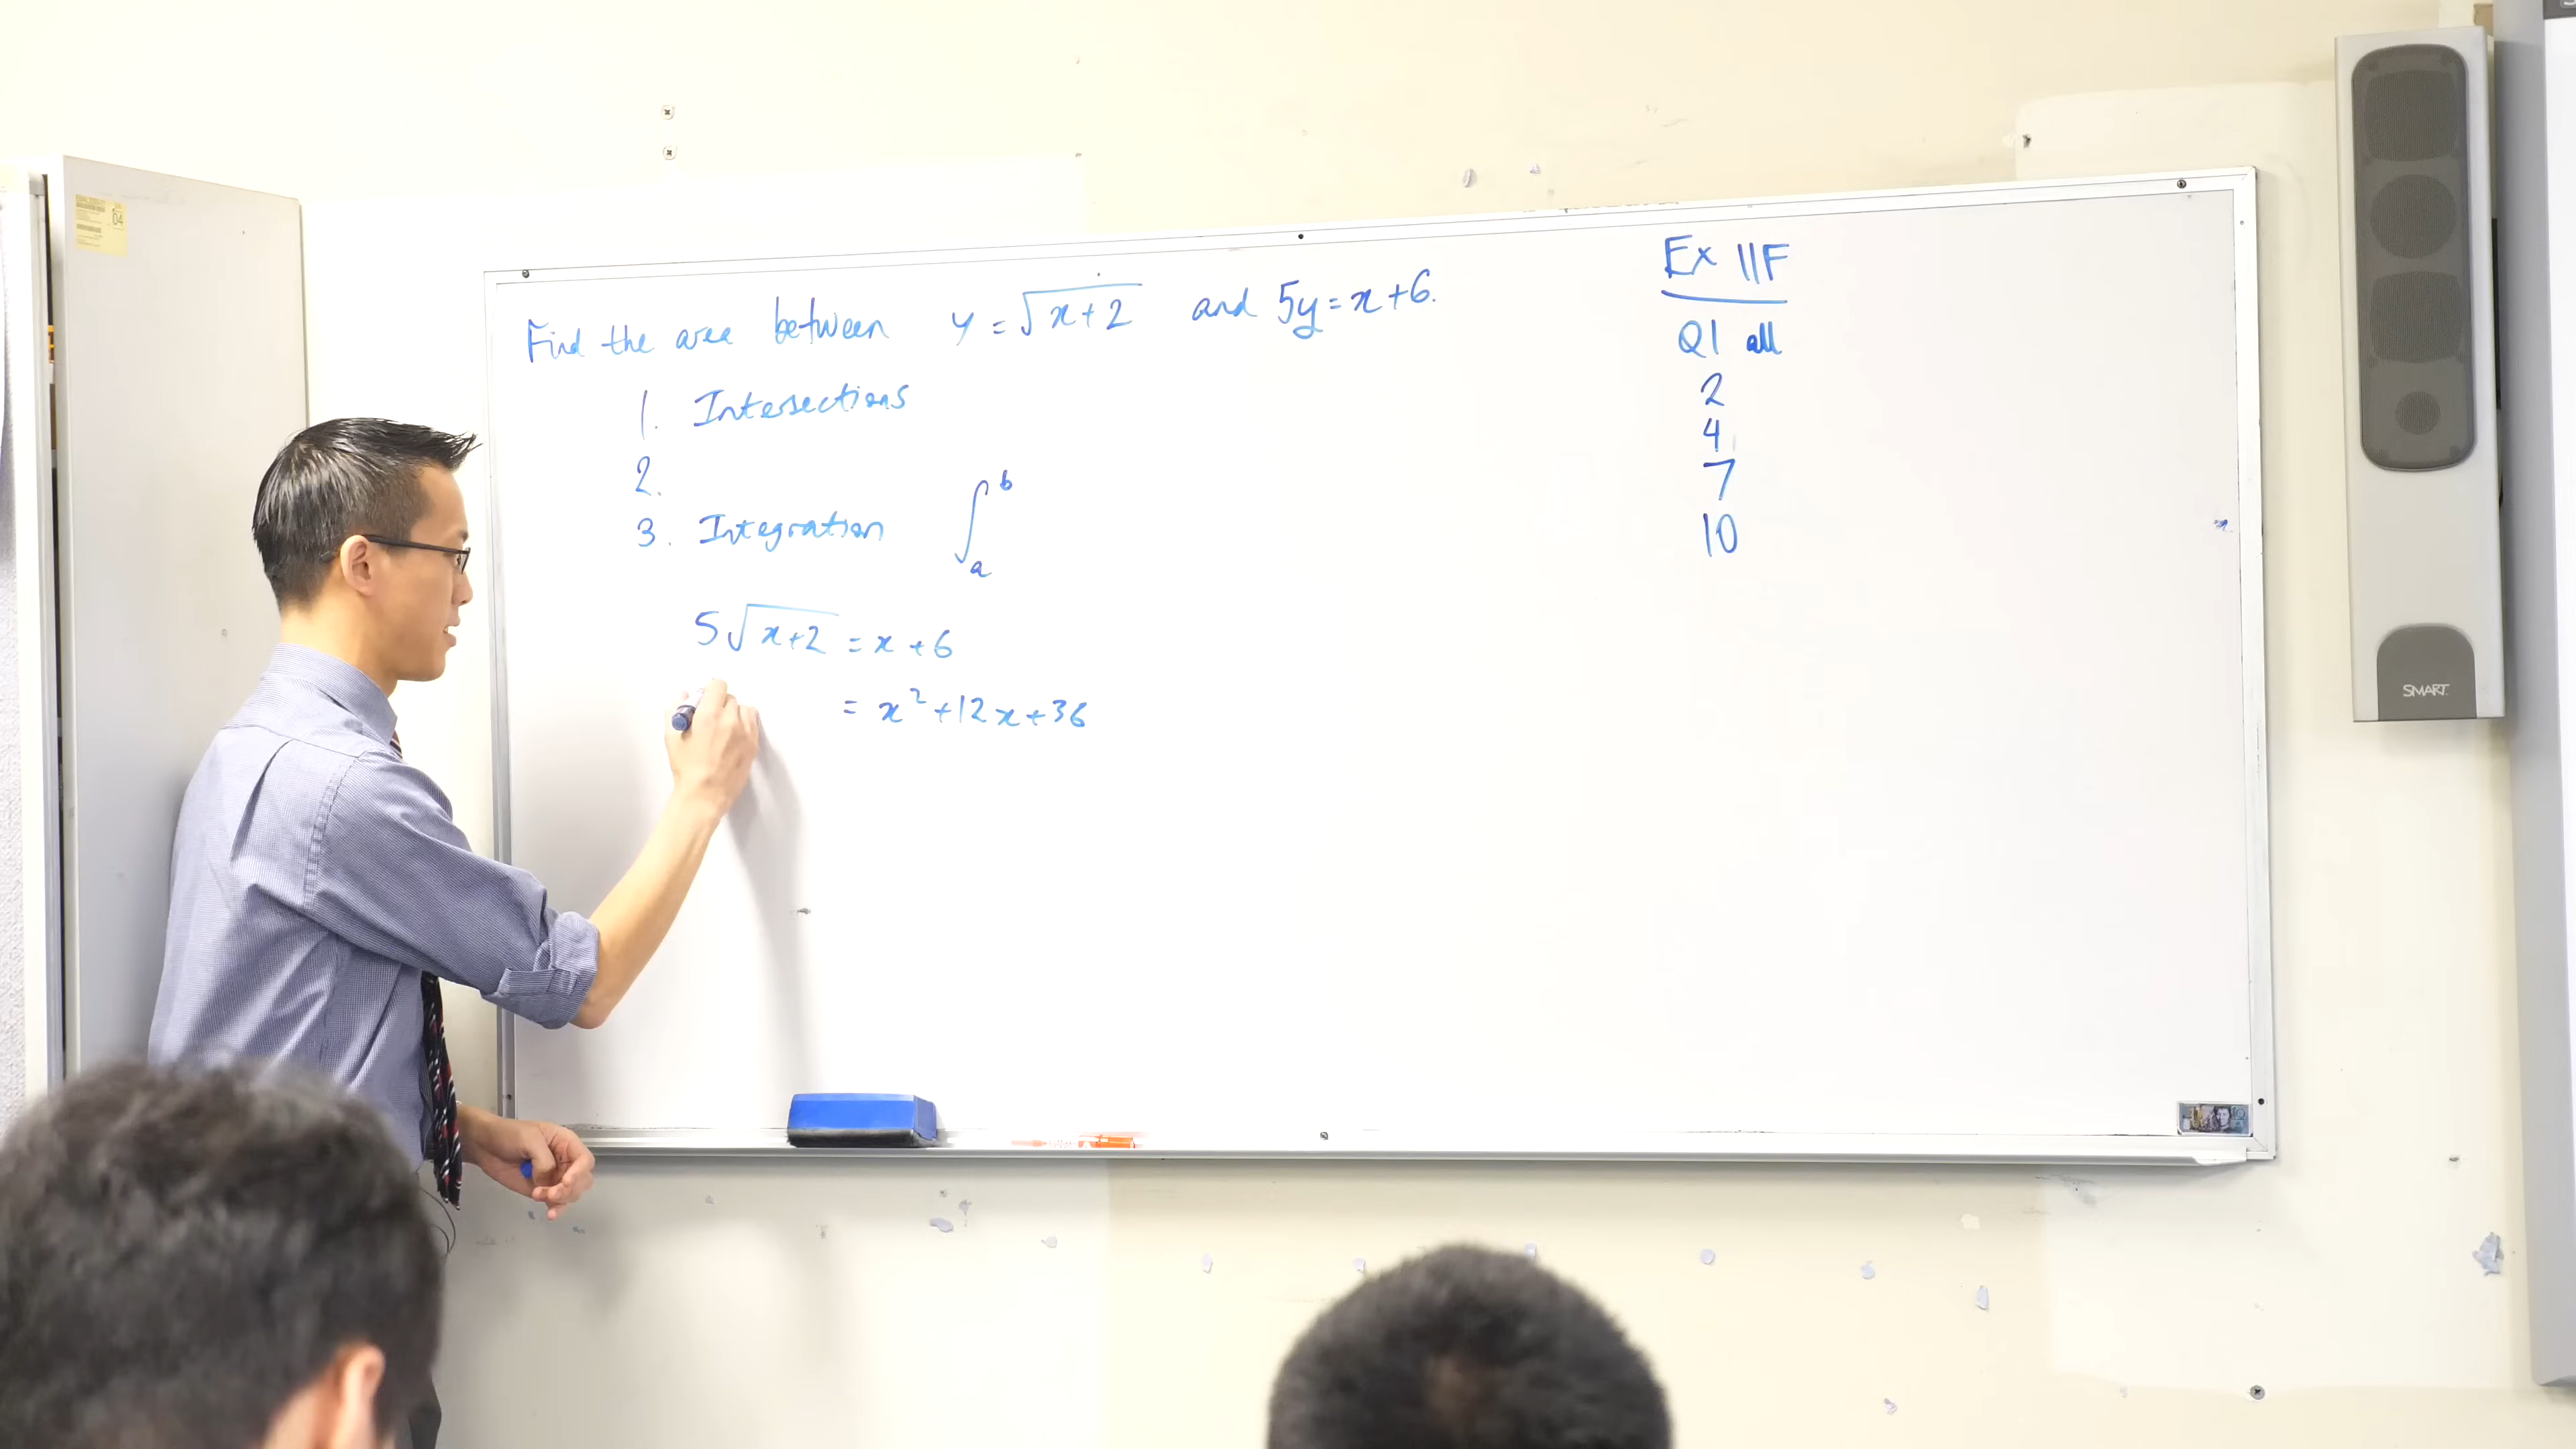 Find the area between y = √x+2 and 5y = x+6.
1. Intersections
2.
3. Integration ∫ₐᵇ
5√x+2 = x+6
= x²+12x+36
Ex 11F
Q1 all
2
4
7
10
SMART
04